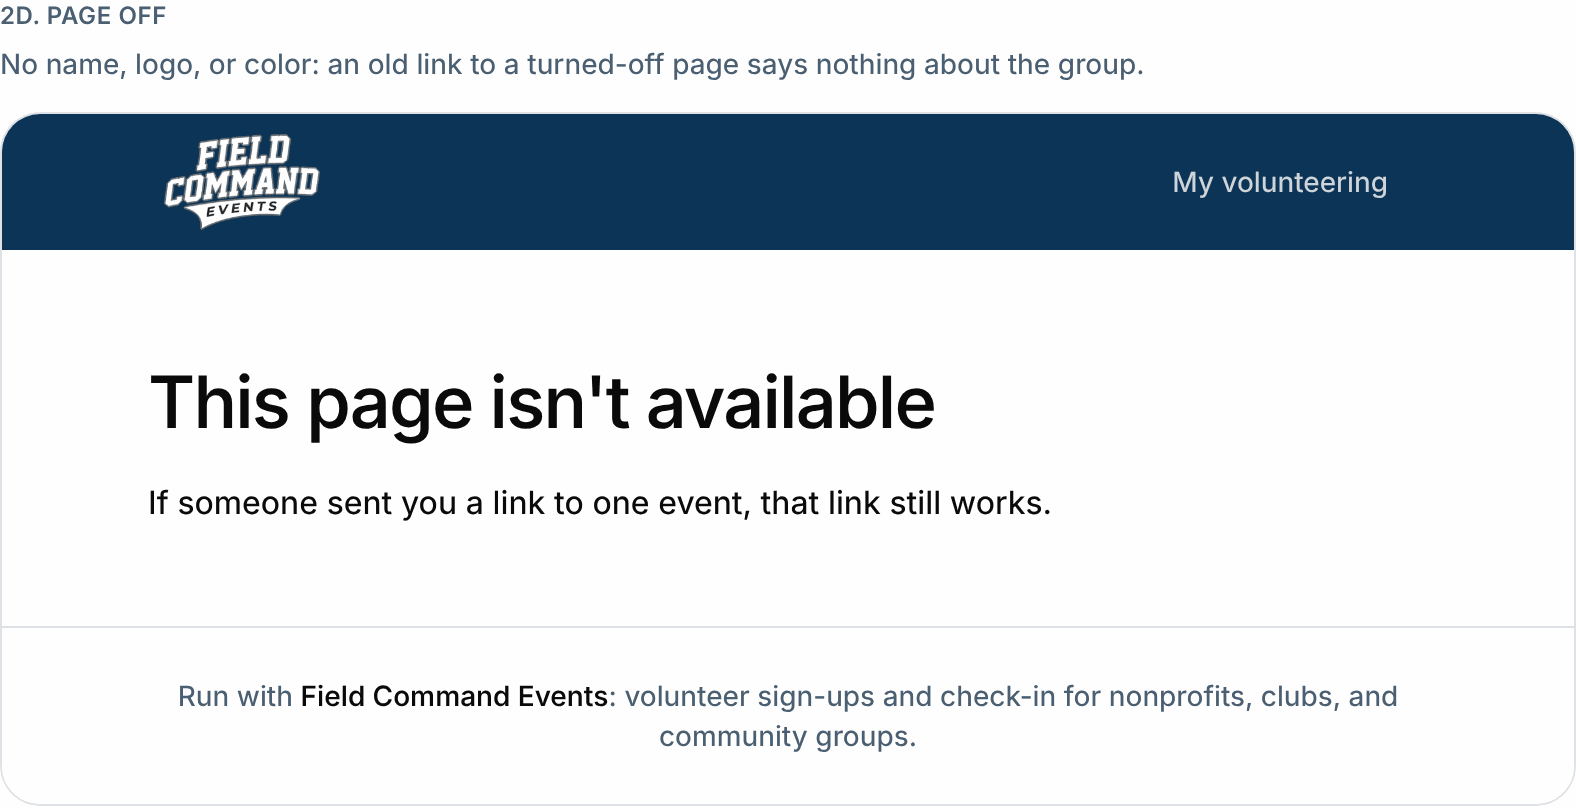 2D. PAGE OFF
No name, logo, or color: an old link to a turned-off page says nothing about the group.
FIELD
COMMAND
EVENTS
My volunteering
This page isn't available
If someone sent you a link to one event, that link still works.
Run with Field Command Events: volunteer sign-ups and check-in for nonprofits, clubs, and
community groups.